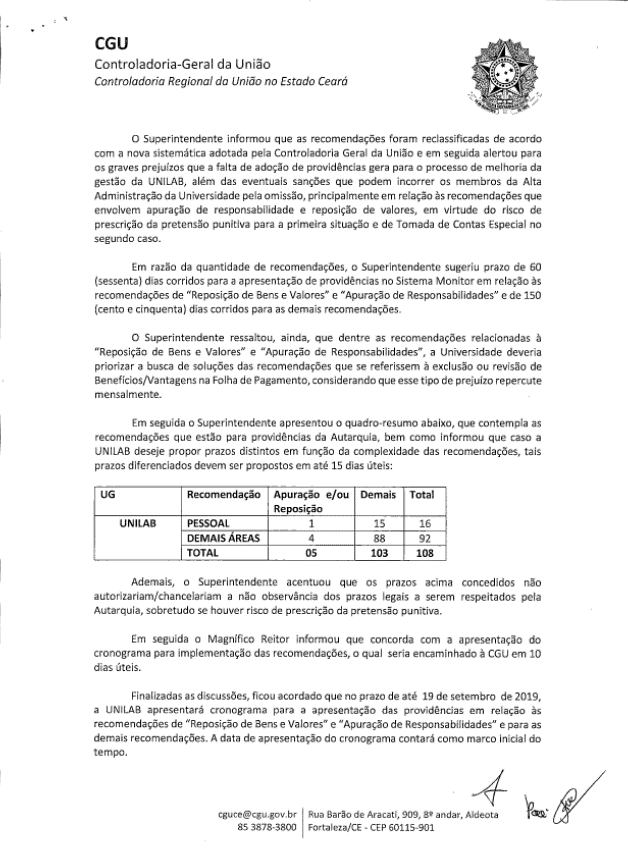 CGU
Controladoria-Geral da União
Controladoria Regional da União no Estado Ceará
O Superintendente informou que as recomendações foram reclassificadas de acordo
com a nova sistemática adotada pela Controladoria Geral da União e em seguida alertou para
os graves prejuízos que a falta de adoção de providências gera para o processo de melhoria da
gestão da UNILAB, além das eventuais sanções que podem incorrer os membros da Alta
Administração da Universidade pela omissão, principalmente em relação às recomendações que
envolvem apuração de responsabilidade e reposição de valores, em virtude do risco de
prescrição da pretensão punitiva para a primeira situação e de Tomada de Contas Especial no
segundo caso.
Em razão da quantidade de recomendações, o Superintendente sugeriu prazo de 60
(sessenta) dias corridos para a apresentação de providências no Sistema Monitor em relação às
recomendações de "Reposição de Bens e Valores" e "Apuração de Responsabilidades" e de 150
(cento e cinquenta) dias corridos para as demais recomendações.
O Superintendente ressaltou, ainda, que dentre as recomendações relacionadas à
"Reposição de Bens e Valores" e "Apuração de Responsabilidades", a Universidade deveria
priorizar a busca de soluções das recomendações que se referissem à exclusão ou revisão de
Benefícios/Vantagens na Folha de Pagamento, considerando que esse tipo de prejuízo repercute
mensalmente.
Em seguida o Superintendente apresentou o quadro-resumo abaixo, que contempla as
recomendações que estão para providências da Autarquia, bem como informou que caso a
UNILAB deseje propor prazos distintos em função da complexidade das recomendações, tais
prazos diferenciados devem ser propostos em até 15 dias úteis:
UG Recomendação Apuração e/ou Reposição Demais Total
UNILAB PESSOAL 1 15 16
DEMAIS ÁREAS 4 88 92
TOTAL 05 103 108
Ademais, o Superintendente acentuou que os prazos acima concedidos não
autorizariam/chancelariam a não observância dos prazos legais a serem respeitados pela
Autarquia, sobretudo se houver risco de prescrição da pretensão punitiva.
Em seguida o Magnífico Reitor informou que concorda com a apresentação do
cronograma para implementação das recomendações, o qual seria encaminhado à CGU em 10
dias úteis.
Finalizadas as discussões, ficou acordado que no prazo de até 19 de setembro de 2019,
a UNILAB apresentará cronograma para a apresentação das providências em relação às
recomendações de "Reposição de Bens e Valores" e "Apuração de Responsabilidades" e para as
demais recomendações. A data de apresentação do cronograma contará como marco inicial do
tempo.
cguce@cgu.gov.br Rua Barão de Aracati, 909, 8º andar, Aldeota
85 3878-3800 Fortaleza/CE - CEP 60115-901